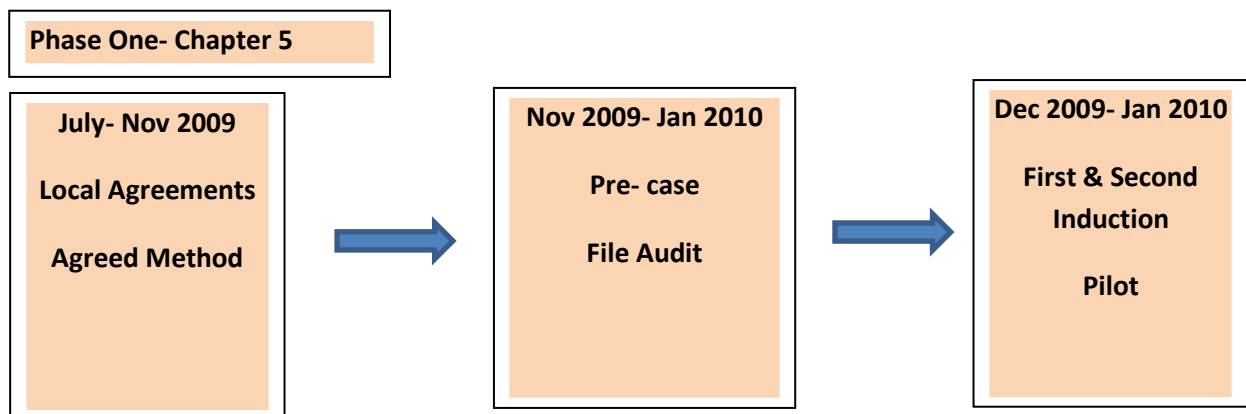 Phase One- Chapter 5
July- Nov 2009
Local Agreements
Agreed Method
Nov 2009- Jan 2010
Pre- case
File Audit
Dec 2009- Jan 2010
First & Second
Induction
Pilot